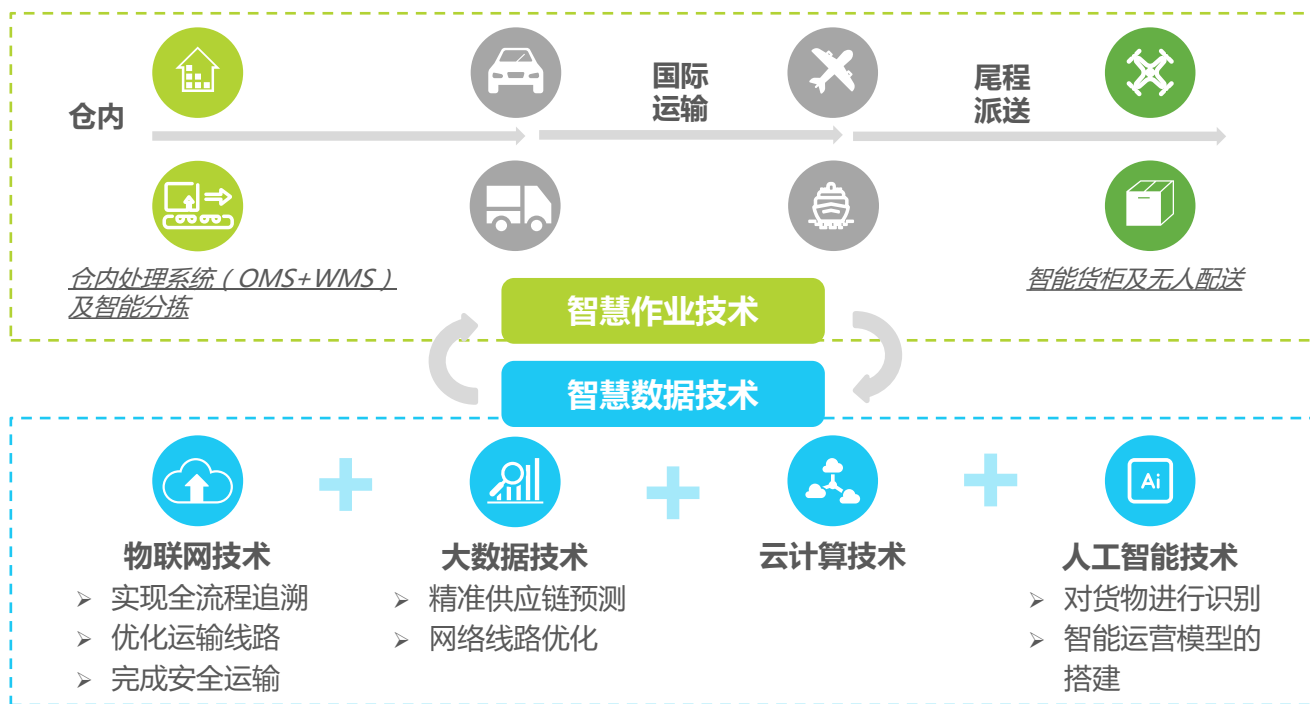 仓内
国际
运输
尾程
派送
仓内处理系统（OMS+WMS）
及智能分拣
智能货柜及无人配送
智慧作业技术
智慧数据技术
Ai
物联网技术
➢ 实现全流程追溯
➢ 优化运输线路
➢ 完成安全运输
大数据技术
➢ 精准供应链预测
➢ 网络线路优化
云计算技术
人工智能技术
➢ 对货物进行识别
➢ 智能运营模型的
搭建